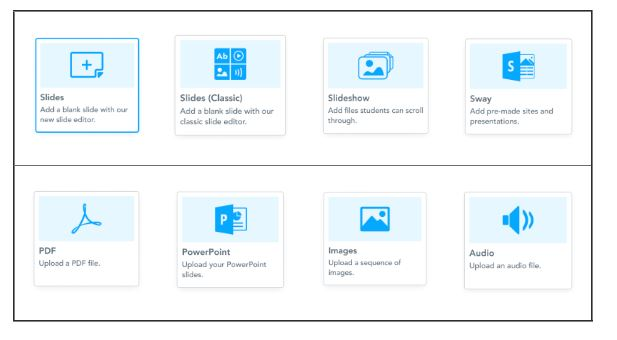 Ab
S
Slides
Add a blank slide with our
new slide editor.
Slides (Classic)
Add a blank slide with our
classic slide editor.
Slideshow
Add files students can scroll
through.
Sway
Add pre-made sites and
presentations.
P
PDF
Upload a PDF file.
PowerPoint
Upload your PowerPoint
slides.
Images
Upload a sequence of
images.
Audio
Upload an audio file.